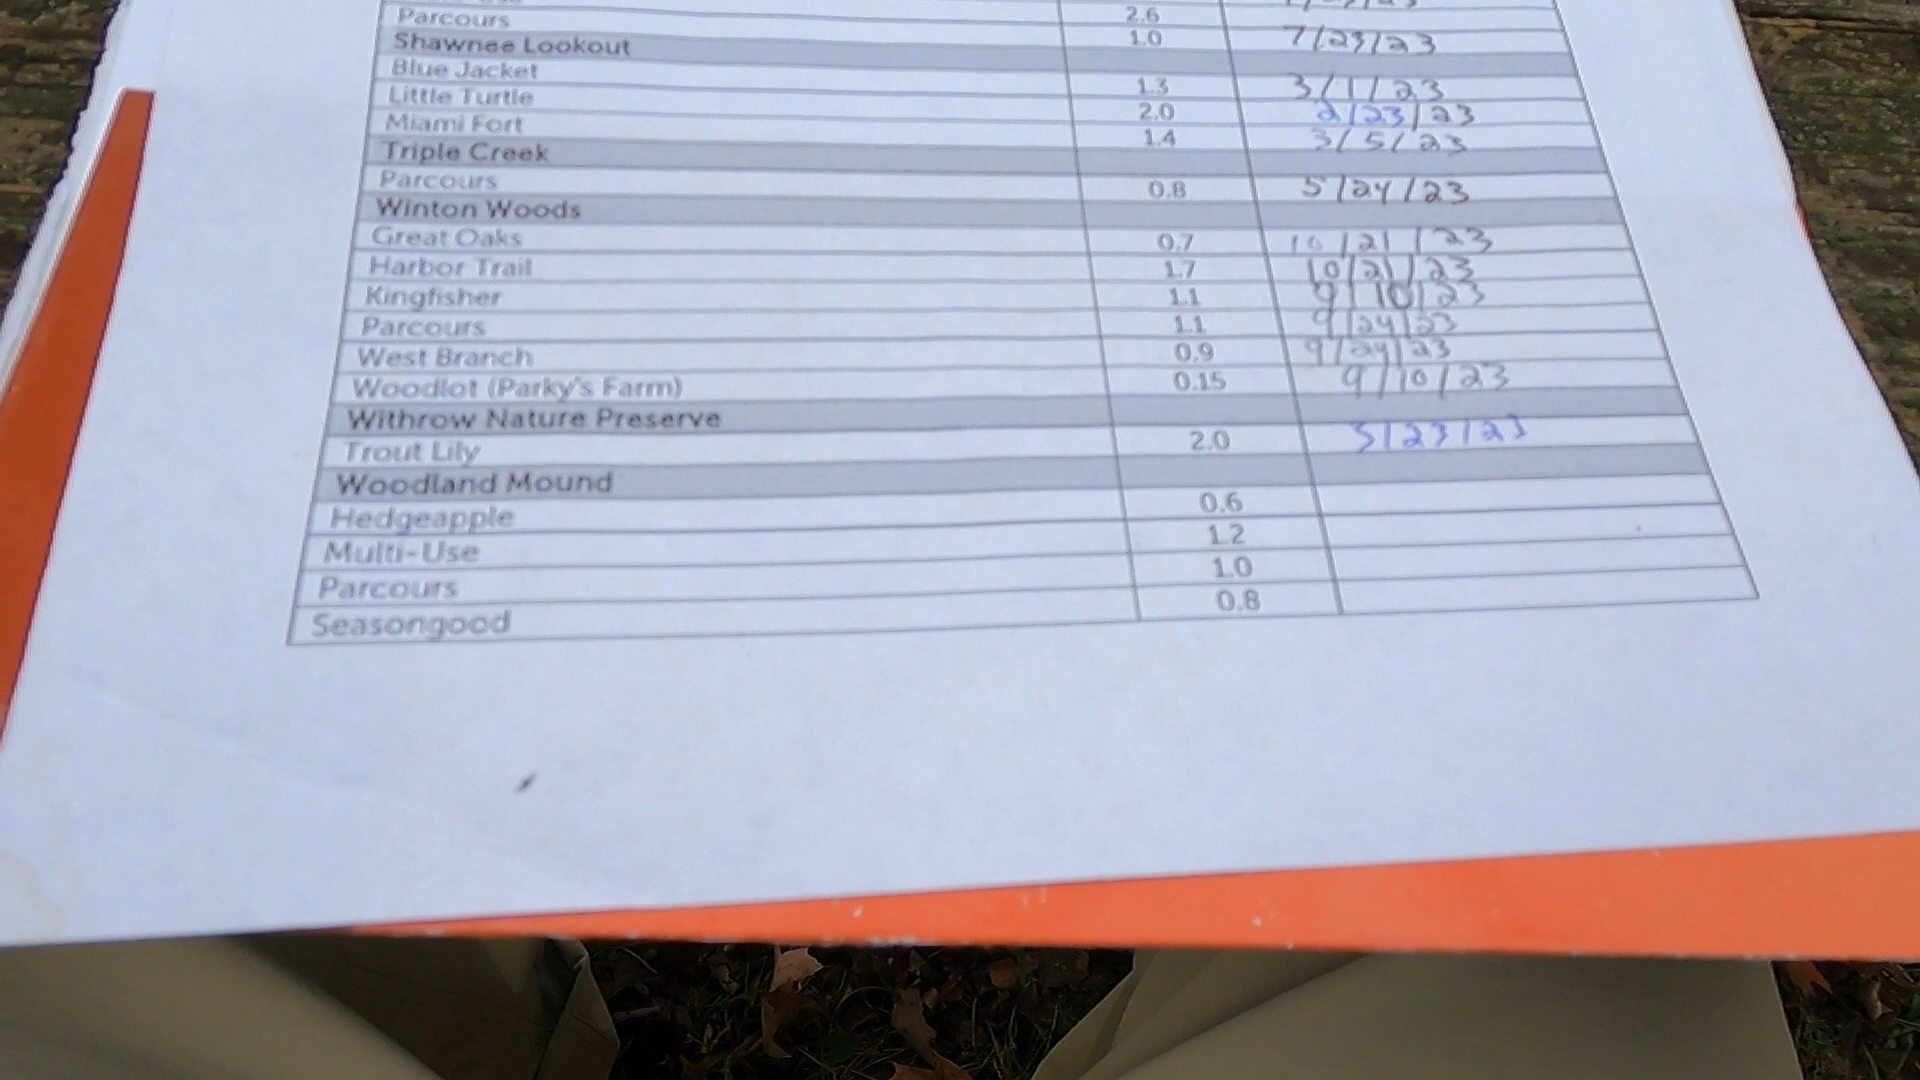 Parcours 2.6
Shawnee Lookout 1.0 7/29/23
Blue Jacket 1.3 3/1/23
Little Turtle 2.0 2/23/23
Miami Fort 1.4 3/5/23
Triple Creek
Parcours 0.8 5/24/23
Winton Woods
Great Oaks 0.7 10/21/23
Harbor Trail 1.7 10/21/23
Kingfisher 1.1 9/10/23
Parcours 1.1 9/24/23
West Branch 0.9 9/24/23
Woodlot (Parky's Farm) 0.15 9/10/23
Withrow Nature Preserve
Trout Lily 2.0 3/23/23
Woodland Mound
Hedgeapple 0.6
Multi-Use 1.2
Parcours 1.0
Seasongood 0.8